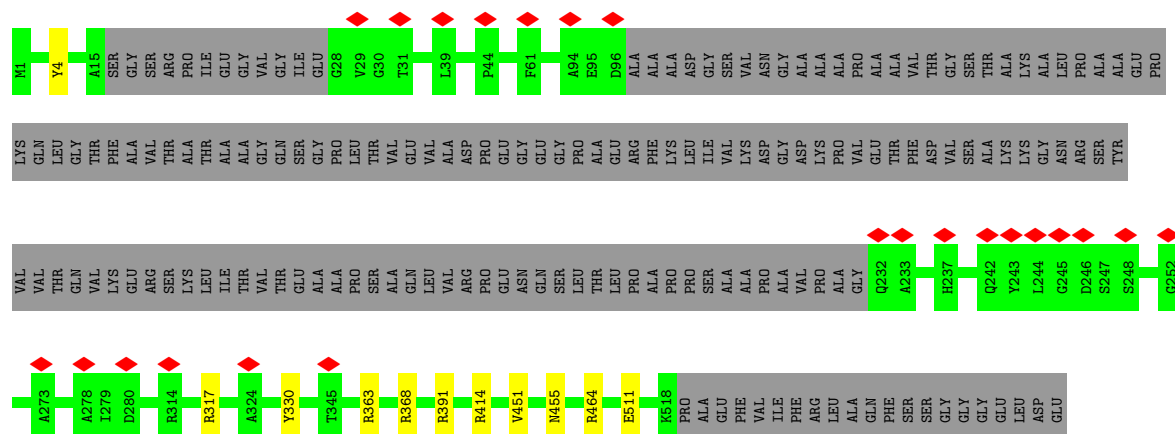 M1 Y4 A15 SER GLY SER ARG PRO ILE GLU GLY VAL GLY ILE GLU G28 V29 G30 T31 L39 P44 F61 A94 E95 D96 ALA ALA ALA ASP GLY SER VAL ASN GLY ALA ALA ALA PRO ALA ALA VAL THR GLY SER THR ALA LYS ALA LEU PRO ALA ALA GLU PRO
LYS GLN LEU GLY THR PHE ALA VAL THR ALA THR ALA ALA GLY GLN SER GLY PRO LEU THR VAL GLU VAL ALA ASP PRO GLU GLY GLU GLY PRO ALA GLU ARG PHE LYS LEU ILE VAL LYS ASP GLY ASP LYS PRO VAL GLU THR PHE ASP VAL SER ALA LYS LYS GLY ASN ARG SER TYR
VAL VAL THR GLN VAL LYS GLU ARG SER LYS LEU ILE THR VAL THR GLU ALA ALA PRO SER ALA GLN LEU VAL ARG PRO GLU ASN GLN SER LEU THR LEU PRO ALA PRO PRO SER ALA ALA PRO ALA VAL PRO ALA GLY Q232 A233 H237 Q242 Y243 L244 G245 D246 S247 S248 G252
A273 A278 I279 D280 R314 R317 A324 Y330 T345 R363 R368 R391 R414 V451 N455 R464 E511 K518 PRO ALA GLU PHE VAL ILE PHE ARG LEU ALA GLN PHE SER SER GLY GLY GLY GLU LEU ASP GLU